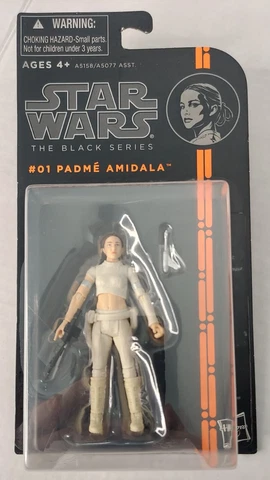 WARNING:
CHOKING HAZARD-Small parts.
Not for children under 3 years.
AGES 4+ A5158/A5077 ASST.
STAR
WARS
THE BLACK SERIES
#01 PADMÉ AMIDALA™